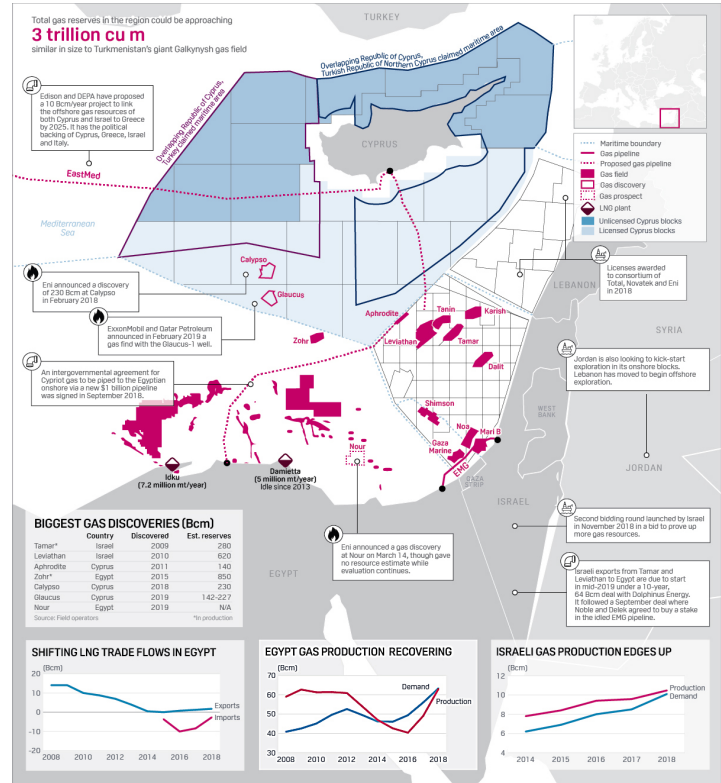 Total gas reserves in the region could be approaching
3 trillion cu m
similar in size to Turkmenistan's giant Galkynysh gas field
TURKEY
Overlapping Republic of Cyprus,
Turkish Republic of Northern Cyprus claimed maritime area
Overlapping Republic of Cyprus,
Turkey claimed maritime area
Edison and DEPA have proposed
a 10 Bcm/year project to link
the offshore gas resources of
both Cyprus and Israel to Greece
by 2025. It has the political
backing of Cyprus, Greece, Israel
and Italy.
CYPRUS
EastMed
Maritime boundary
Gas pipeline
Proposed gas pipeline
Gas field
Gas discovery
Gas prospect
LNG plant
Unlicensed Cyprus blocks
Licensed Cyprus blocks
Mediterranean
Sea
Calypso
Eni announced a discovery
of 230 Bcm at Calypso
in February 2018
Glaucus
ExxonMobil and Qatar Petroleum
announced in February 2019 a
gas find with the Glaucus-1 well.
Licenses awarded
to consortium of
Total, Novatek and Eni
in 2018
LEBANON
SYRIA
Aphrodite
Tanin
Karish
Leviathan
Tamar
Zohr
Dalit
Jordan is also looking to kick-start
exploration in its onshore blocks.
Lebanon has moved to begin offshore
exploration.
An intergovernmental agreement for
Cypriot gas to be piped to the Egyptian
onshore via a new $1 billion pipeline
was signed in September 2018.
Shimson
WEST
BANK
Noa
Mari B
Gaza
Marine
Nour
EMG
GAZA
STRIP
JORDAN
Idku
(7.2 million mt/year)
Damietta
(5 million mt/year)
Idle since 2013
ISRAEL
Second bidding round launched by Israel
in November 2018 in a bid to prove up
more gas resources.
Eni announced a gas discovery
at Nour on March 14, though gave
no resource estimate while
evaluation continues.
EGYPT
Israeli exports from Tamar and
Leviathan to Egypt are due to start
in mid-2019 under a 10-year,
64 Bcm deal with Dolphinus Energy.
It followed a September deal where
Noble and Delek agreed to buy a stake
in the idled EMG pipeline.
BIGGEST GAS DISCOVERIES (Bcm)
Country Discovered Est. reserves
Tamar* Israel 2009 280
Leviathan Israel 2010 620
Aphrodite Cyprus 2011 140
Zohr* Egypt 2015 850
Calypso Cyprus 2018 230
Glaucus Cyprus 2019 142-227
Nour Egypt 2019 N/A
Source: Field operators *In production
SHIFTING LNG TRADE FLOWS IN EGYPT
(Bcm)
20
10
0
-10
-20
Exports
Imports
2008 2010 2012 2014 2016 2018
EGYPT GAS PRODUCTION RECOVERING
(Bcm)
70
60
50
40
30
Demand
Production
2008 2010 2012 2014 2016 2018
ISRAELI GAS PRODUCTION EDGES UP
(Bcm)
12
10
8
6
4
Production
Demand
2014 2015 2016 2017 2018